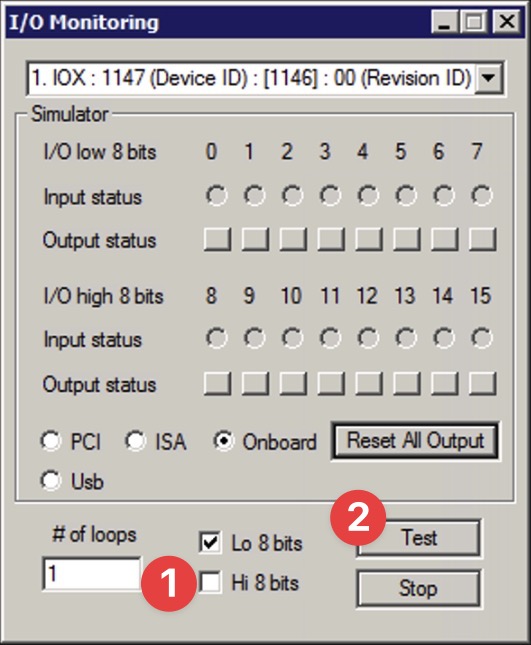 I/O Monitoring
1. IOX : 1147 (Device ID) : [1146] : 00 (Revision ID)
Simulator
I/O low 8 bits 0 1 2 3 4 5 6 7
Input status
Output status
I/O high 8 bits 8 9 10 11 12 13 14 15
Input status
Output status
PCI ISA Onboard Reset All Output
Usb
# of loops
1
1
Lo 8 bits
Hi 8 bits
2
Test
Stop